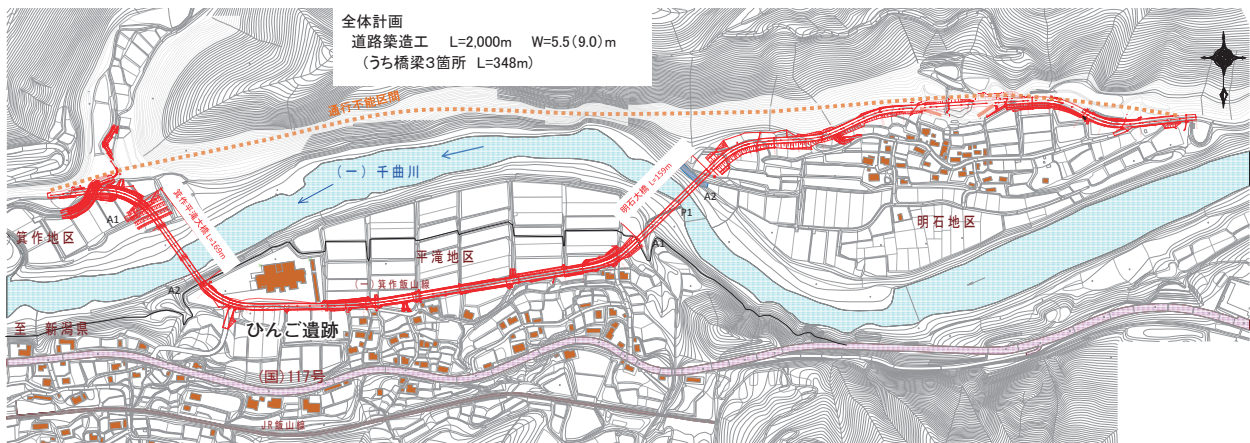 全体計画
道路築造工 L=2,000m W=5.5(9.0)m
(うち橋梁3箇所 L=348m)
通行不能区間
(一)千曲川
箕作平滝大橋 L=169m
明石大橋 L=159m
A1
A2
P1
A2
A1
箕作地区
平滝地区
明石地区
(一)箕作飯山線
ひんご遺跡
至 新潟県
(国)117号
JR飯山線